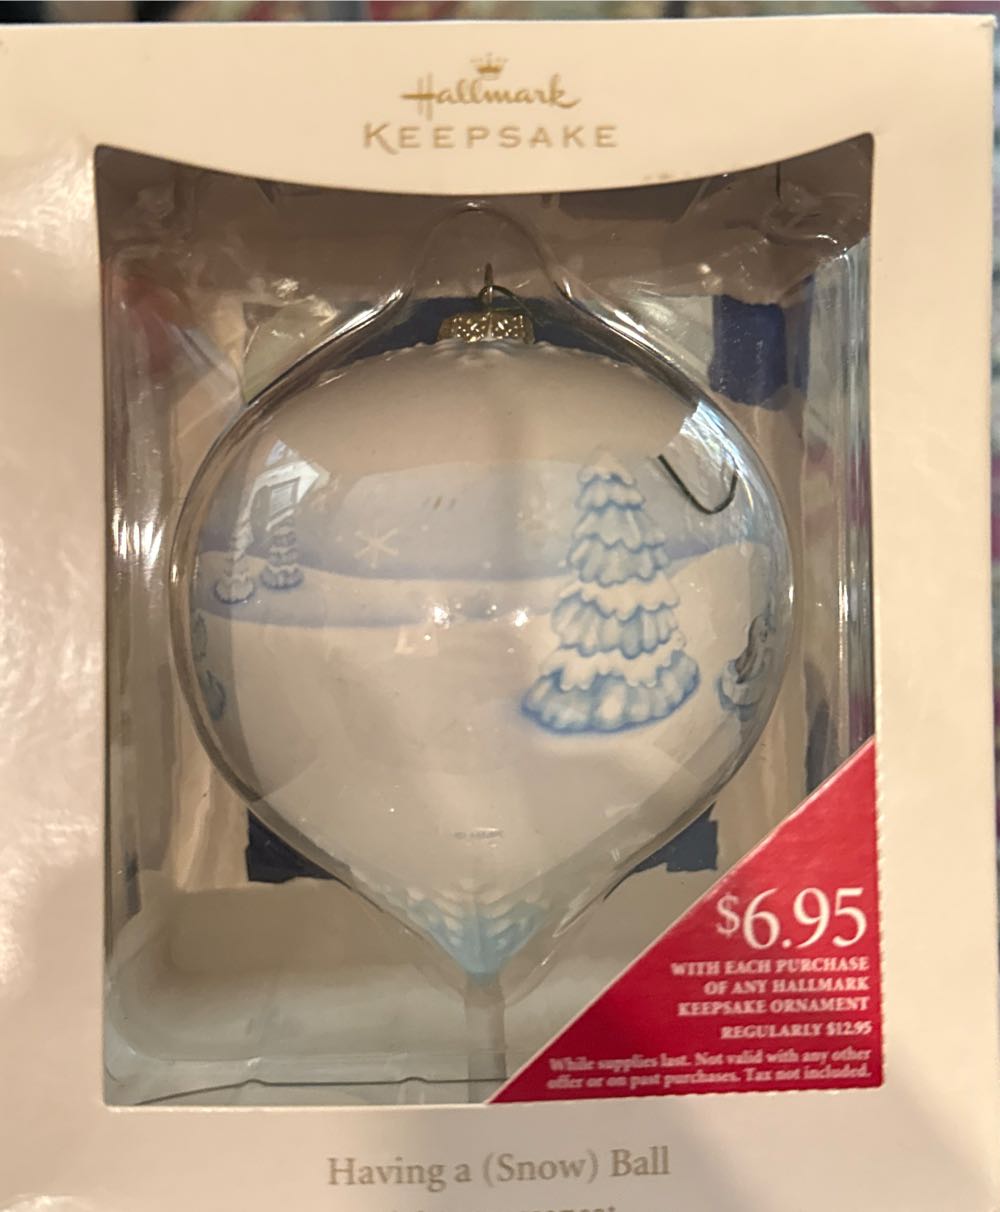 Hallmark
KEEPSAKE
$6.95
WITH EACH PURCHASE
OF ANY HALLMARK
KEEPSAKE ORNAMENT
REGULARLY $12.95
While supplies last. Not valid with any other
offer or on past purchases. Tax not included.
Having a (Snow) Ball